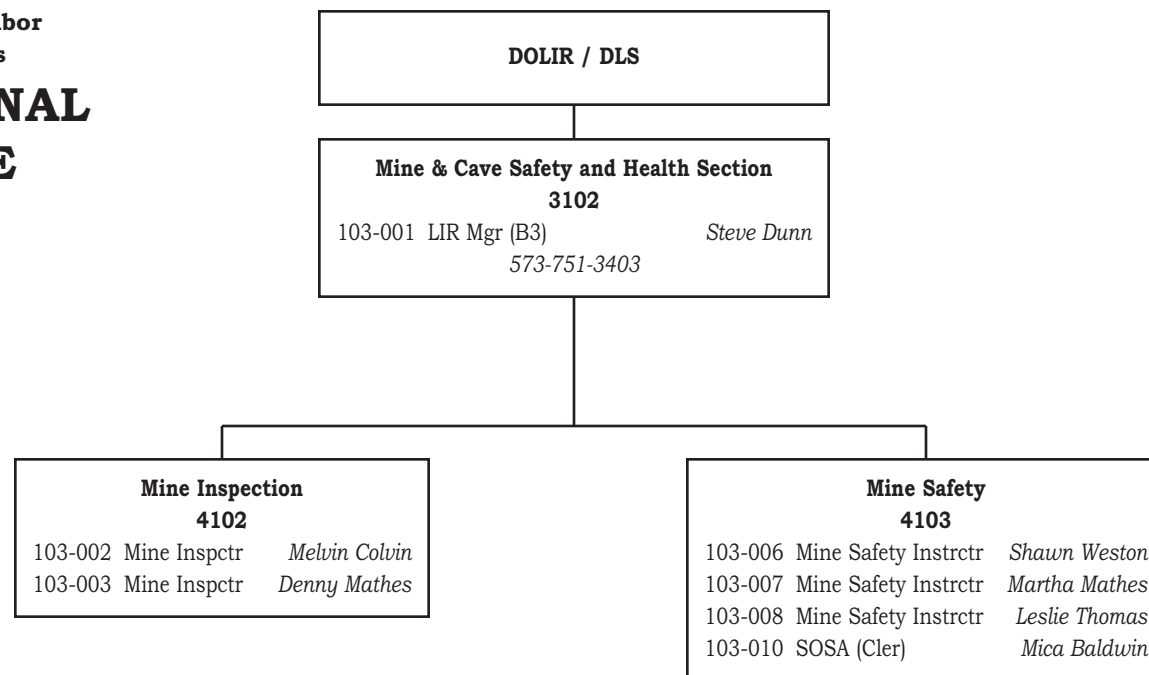 DOLIR / DLS
Mine & Cave Safety and Health Section
3102
103-001 LIR Mgr (B3) Steve Dunn
573-751-3403
Mine Inspection
4102
103-002 Mine Inspctr Melvin Colvin
103-003 Mine Inspctr Denny Mathes
Mine Safety
4103
103-006 Mine Safety Instrctr Shawn Weston
103-007 Mine Safety Instrctr Martha Mathes
103-008 Mine Safety Instrctr Leslie Thomas
103-010 SOSA (Cler) Mica Baldwin